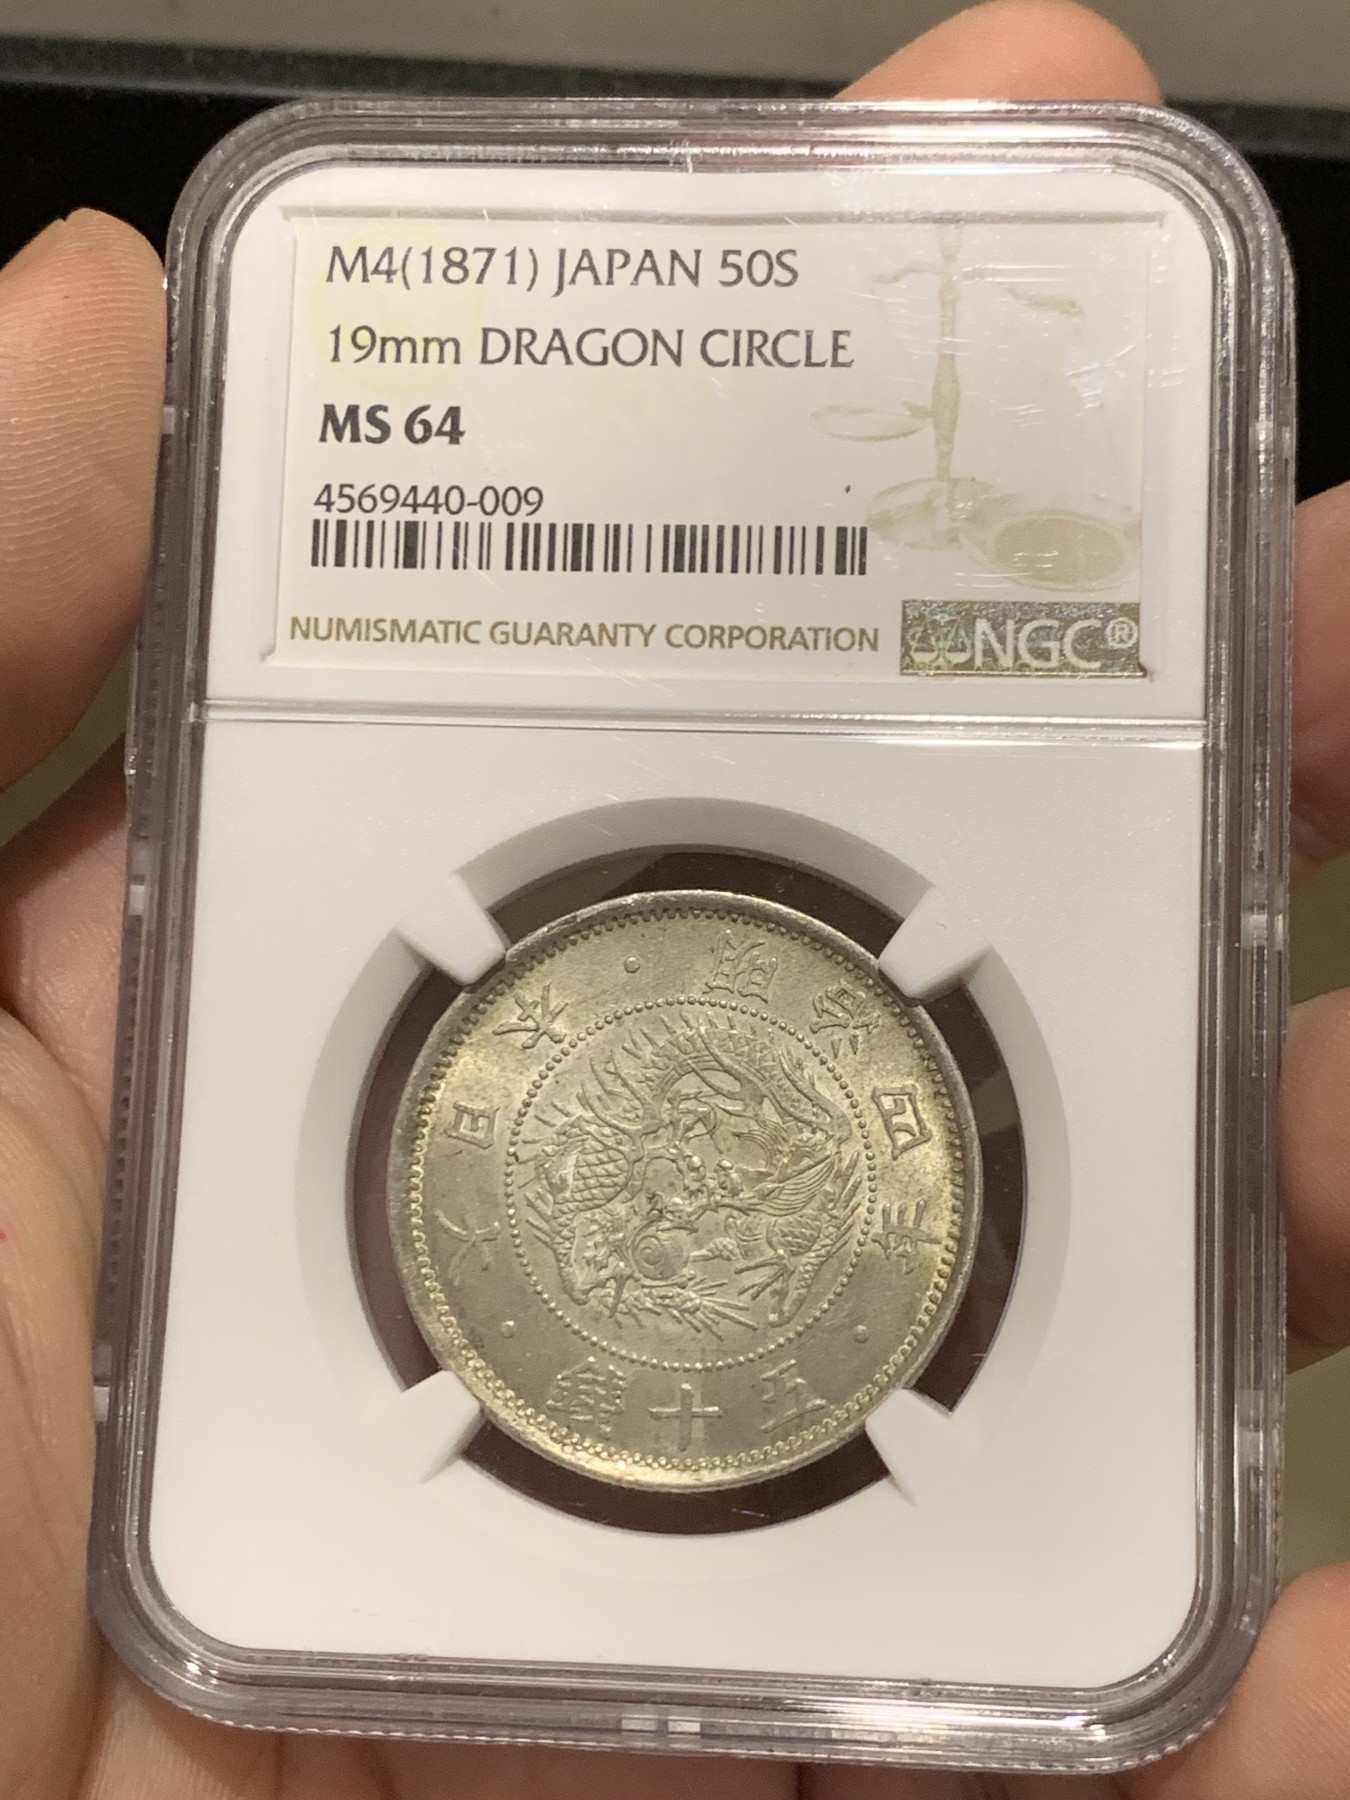 M4(1871) JAPAN 50S
19mm DRAGON CIRCLE
MS 64
4569440-009
NUMISMATIC GUARANTY CORPORATION
NGC®
大日本・明治四年・五十錢・